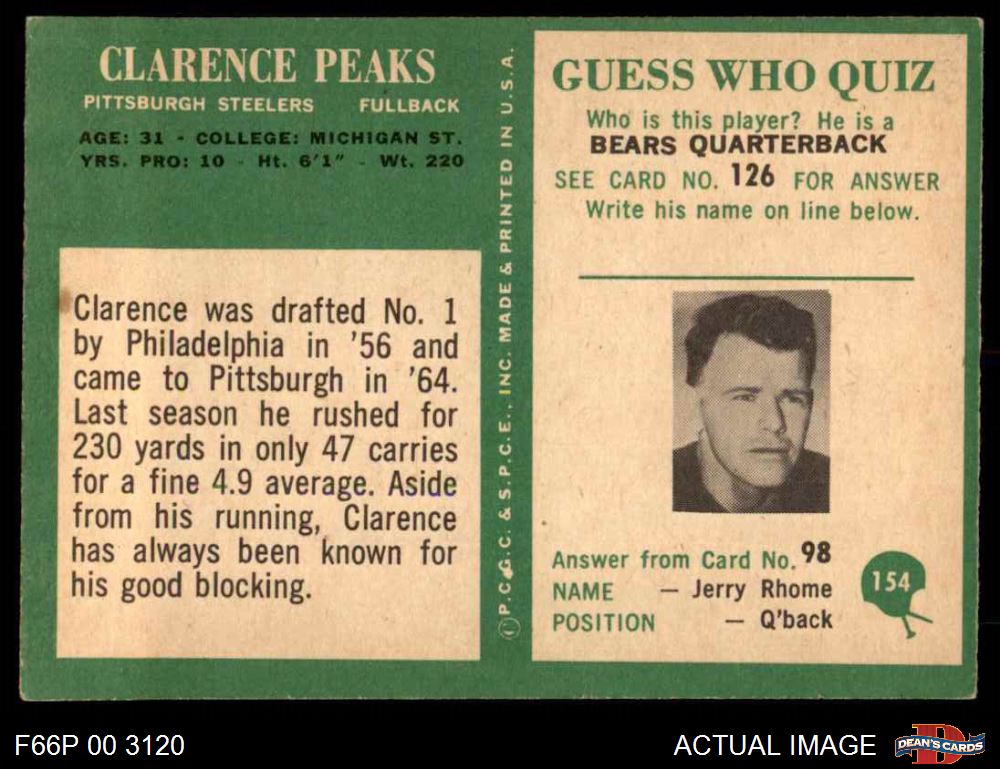 CLARENCE PEAKS
PITTSBURGH STEELERS FULLBACK
AGE: 31 - COLLEGE: MICHIGAN ST.
YRS. PRO: 10 - Ht. 6'1" - Wt. 220
Clarence was drafted No. 1
by Philadelphia in '56 and
came to Pittsburgh in '64.
Last season he rushed for
230 yards in only 47 carries
for a fine 4.9 average. Aside
from his running, Clarence
has always been known for
his good blocking.
©P.C.G.C. & S.P.C.E., INC. MADE & PRINTED IN U.S.A.
GUESS WHO QUIZ
Who is this player? He is a
BEARS QUARTERBACK
SEE CARD NO. 126 FOR ANSWER
Write his name on line below.
Answer from Card No. 98
NAME — Jerry Rhome
POSITION — Q'back
154
F66P 00 3120
ACTUAL IMAGE
D
DEAN'S CARDS